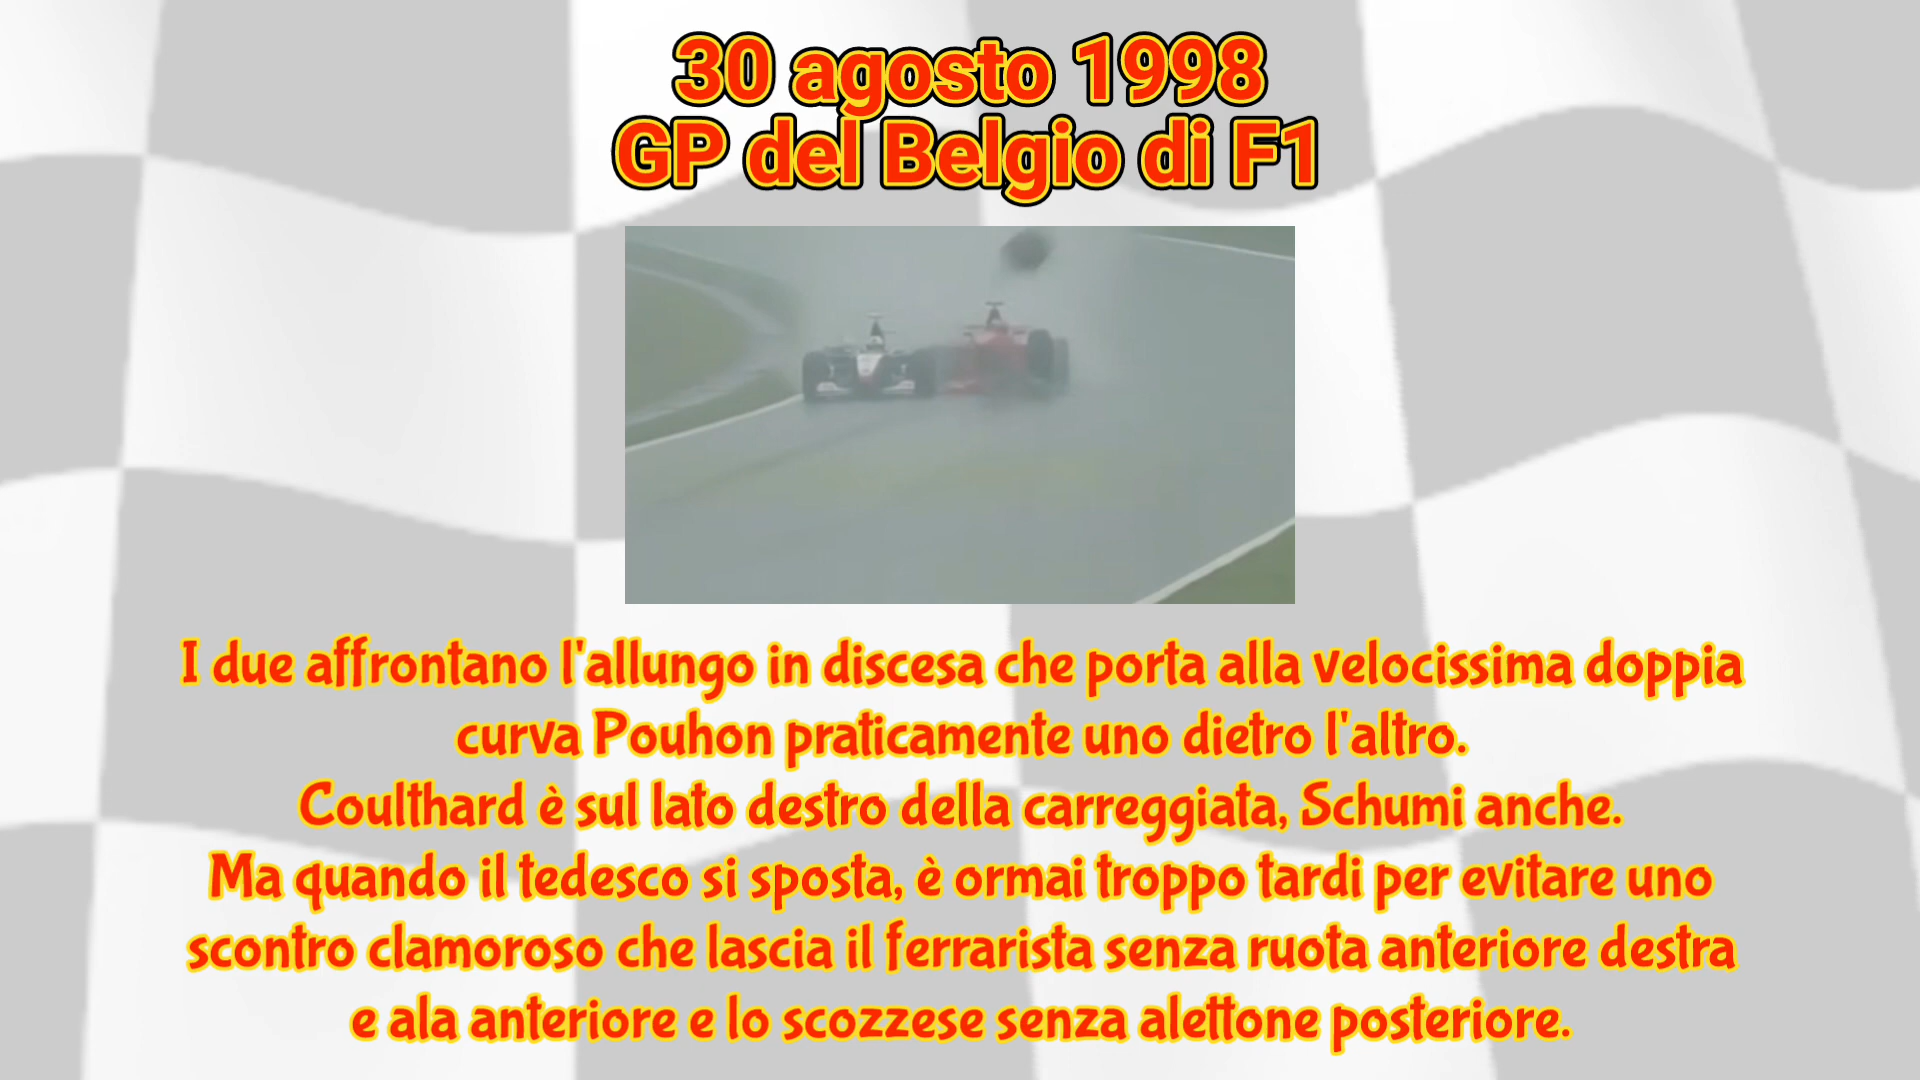 30 agosto 1998
GP del Belgio di F1
I due affrontano l'allungo in discesa che porta alla velocissima doppia
curva Pouhon praticamente uno dietro l'altro.
Coulthard è sul lato destro della carreggiata, Schumi anche.
Ma quando il tedesco si sposta, è ormai troppo tardi per evitare uno
scontro clamoroso che lascia il ferrarista senza ruota anteriore destra
e ala anteriore e lo scozzese senza alettone posteriore.